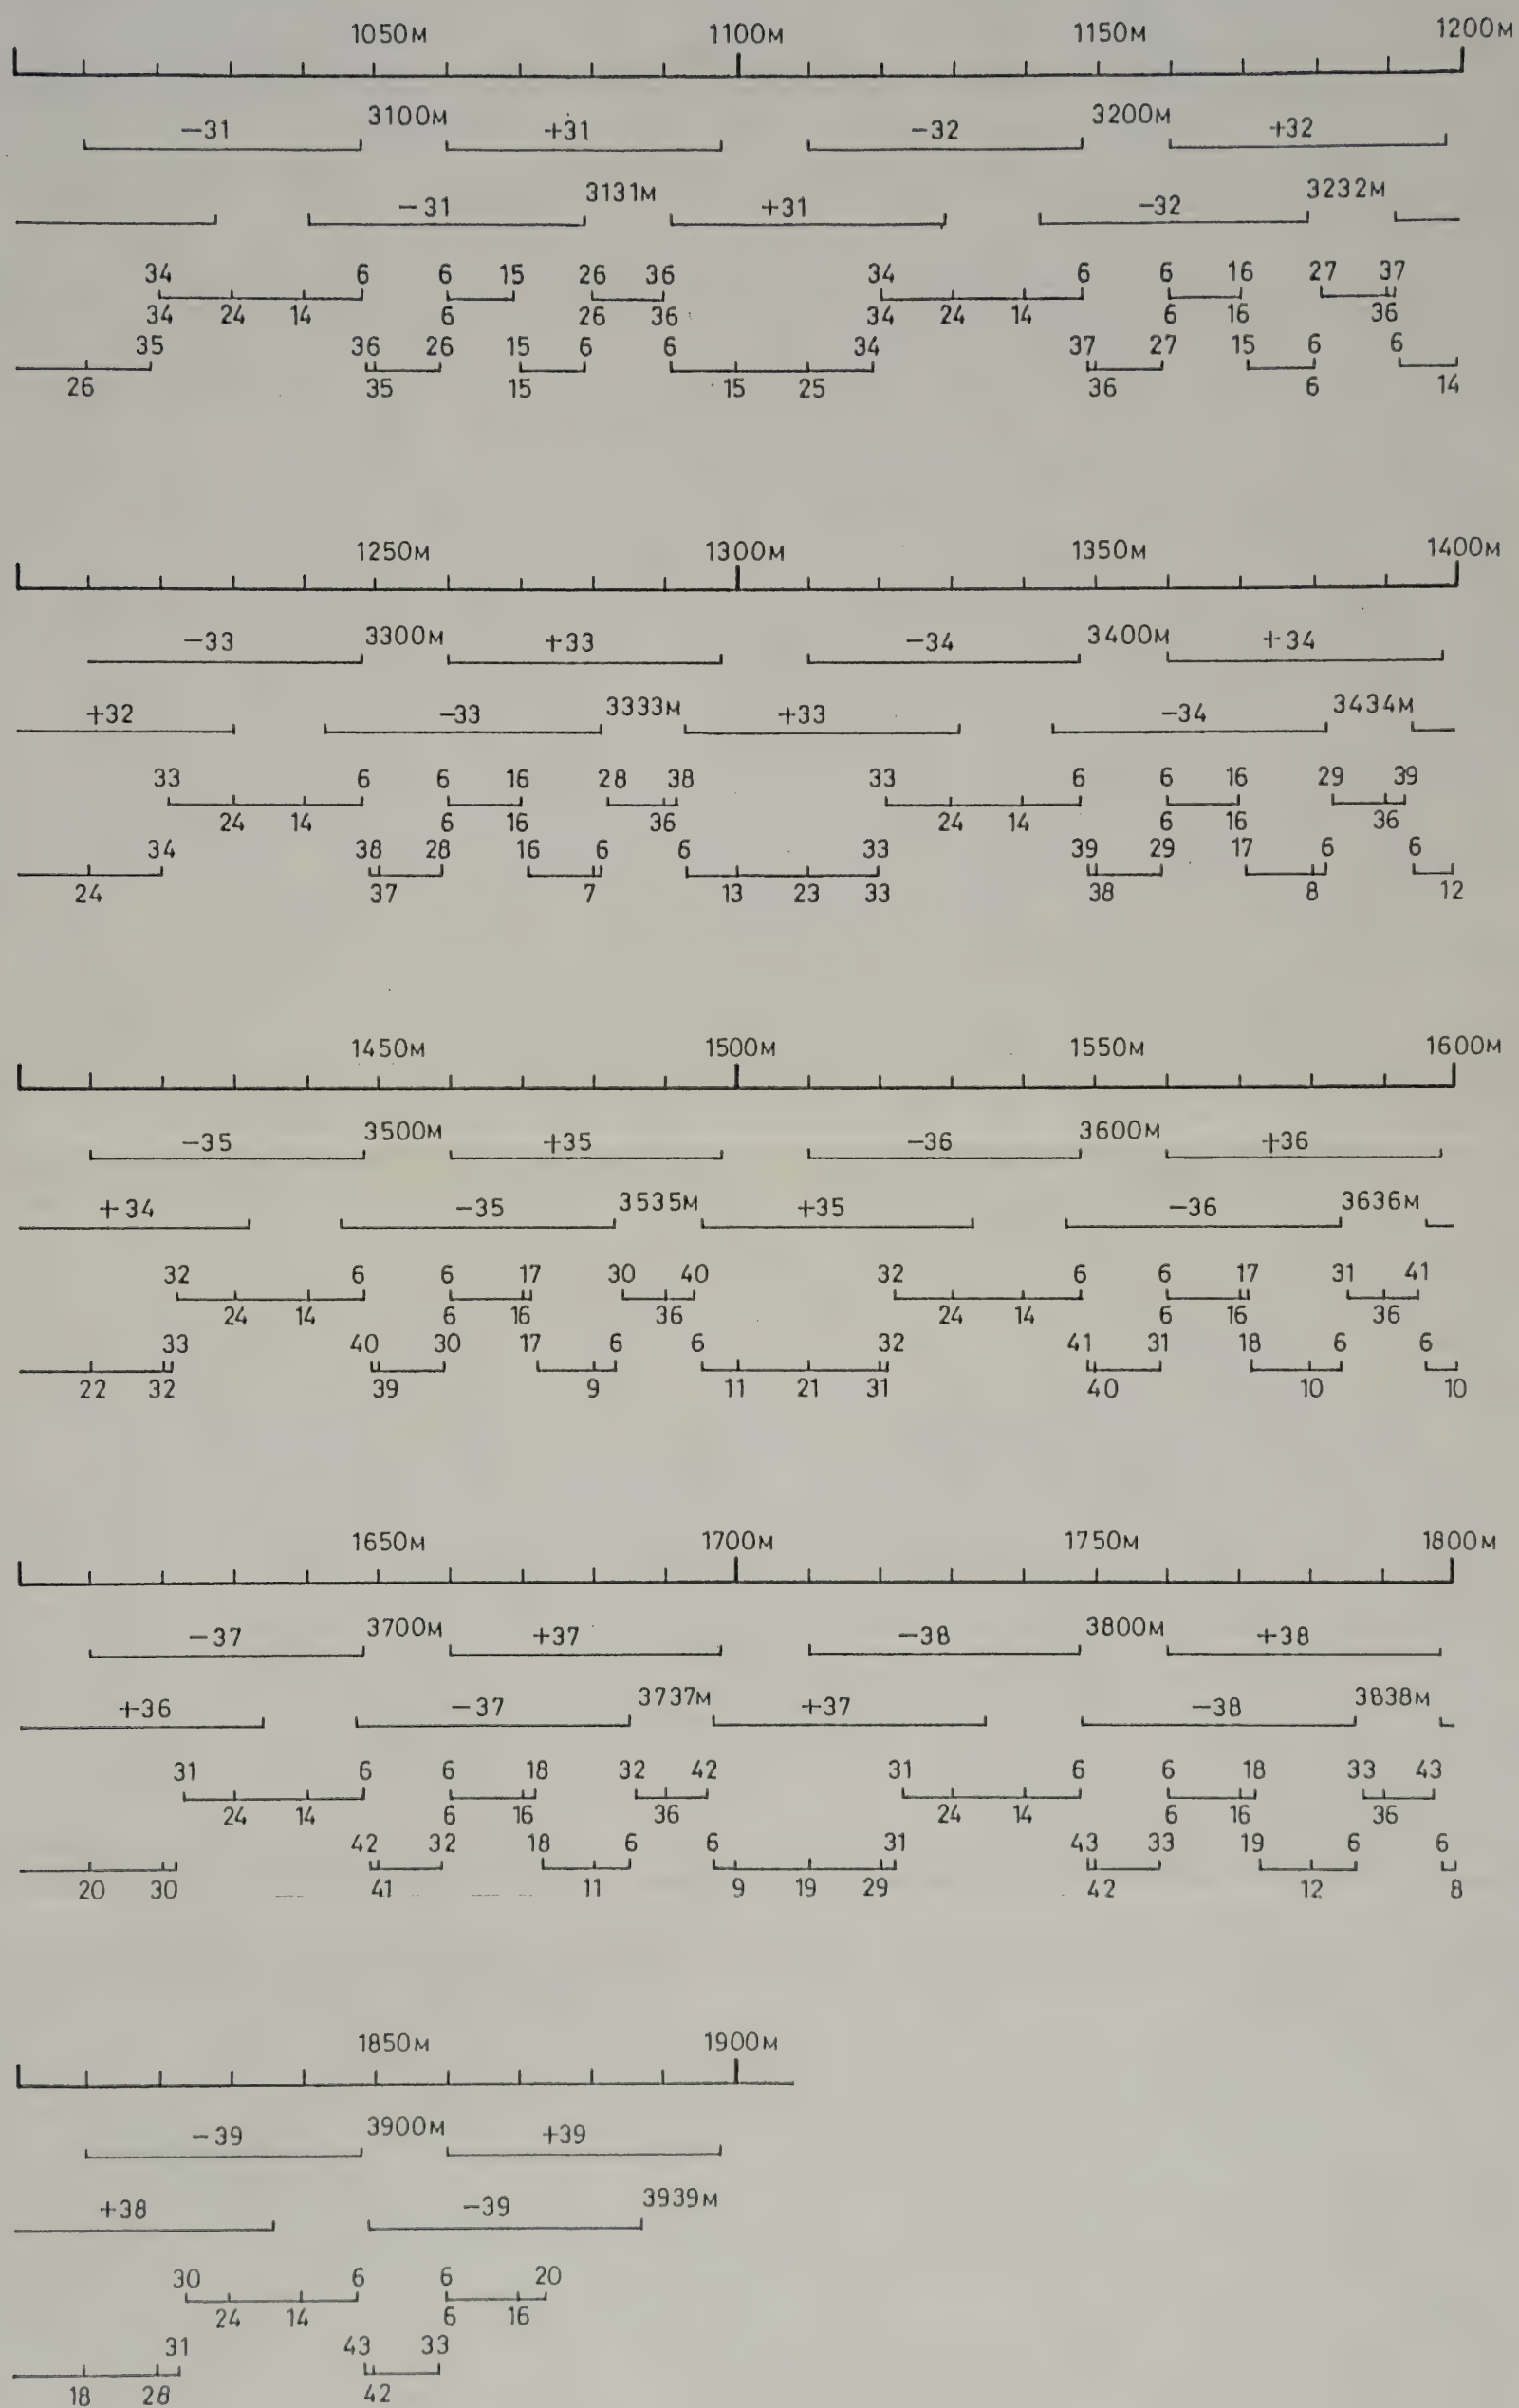 1050M 1100M 1150M 1200M
−31 3100M +31 −32 3200M +32
−31 3131M +31 −32 3232M
34 6 6 15 26 36 34 6 6 16 27 37
34 24 14 6 26 36 34 24 14 6 16 36
35 36 26 15 6 6 34 37 27 15 6 6
26 35 15 15 25 36 6 14
1250M 1300M 1350M 1400M
−33 3300M +33 −34 3400M +34
+32 −33 3333M +33 −34 3434M
33 6 6 16 28 38 33 6 6 16 29 39
24 14 6 16 36 24 14 6 16 36
34 38 28 16 6 6 33 39 29 17 6 6
24 37 7 13 23 33 38 8 12
1450M 1500M 1550M 1600M
−35 3500M +35 −36 3600M +36
+34 −35 3535M +35 −36 3636M
32 6 6 17 30 40 32 6 6 17 31 41
24 14 6 16 36 24 14 6 16 36
33 40 30 17 6 6 32 41 31 18 6 6
22 32 39 9 11 21 31 40 10 10
1650M 1700M 1750M 1800M
−37 3700M +37 −38 3800M +38
+36 −37 3737M +37 −38 3838M
31 6 6 18 32 42 31 6 6 18 33 43
24 14 6 16 36 24 14 6 16 36
42 32 18 6 6 31 43 33 19 6 6
20 30 41 11 9 19 29 42 12 8
1850M 1900M
−39 3900M +39
+38 −39 3939M
30 6 6 20
24 14 6 16
31 43 33
18 28 42